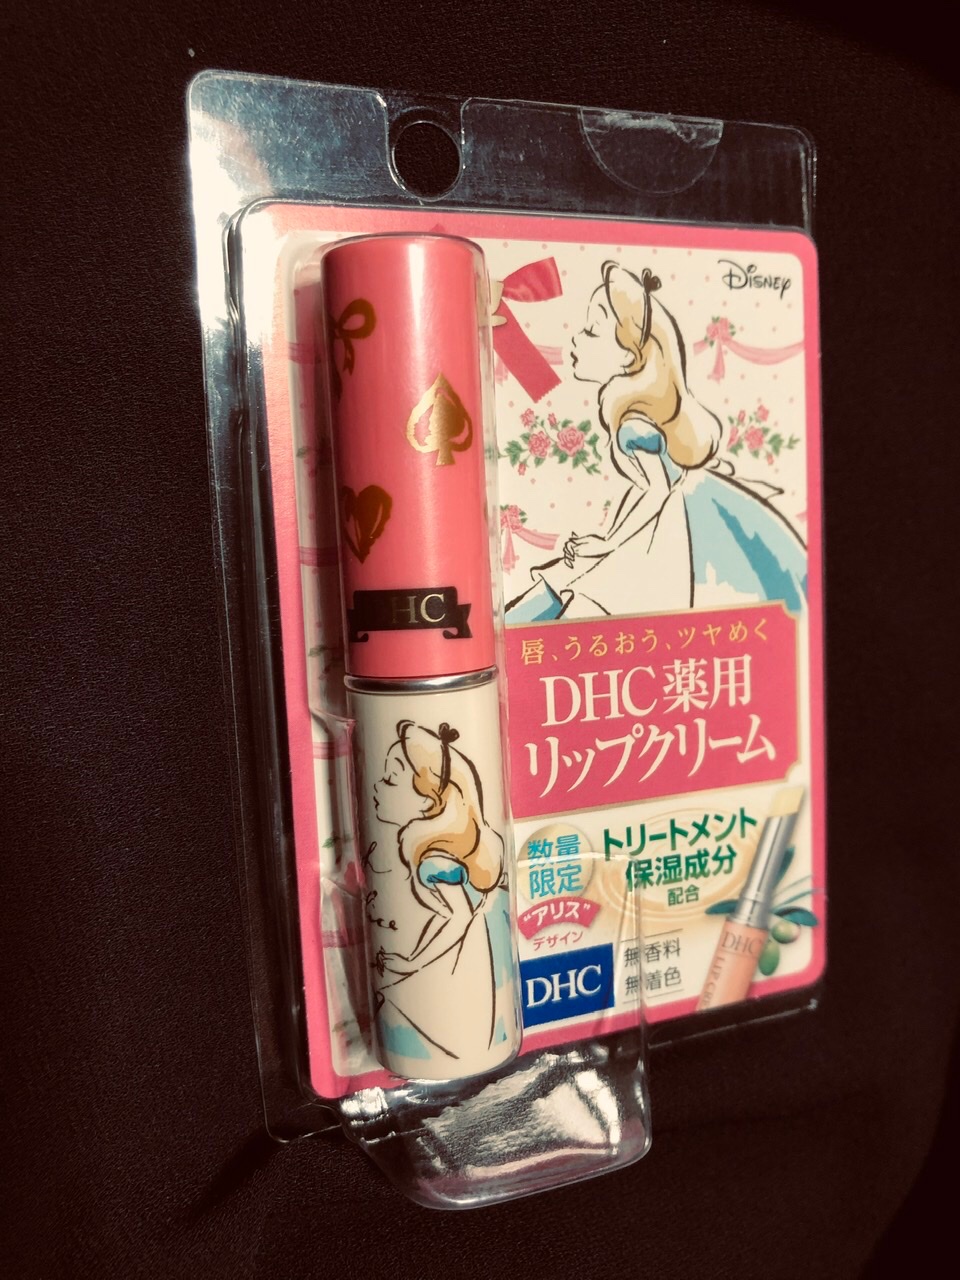 Disney
唇、うるおう、ツヤめく
DHC薬用
リップクリーム
数量
限定
“アリス”
デザイン
トリートメント
保湿成分
配合
DHC
無香料
無着色
DHC
HC